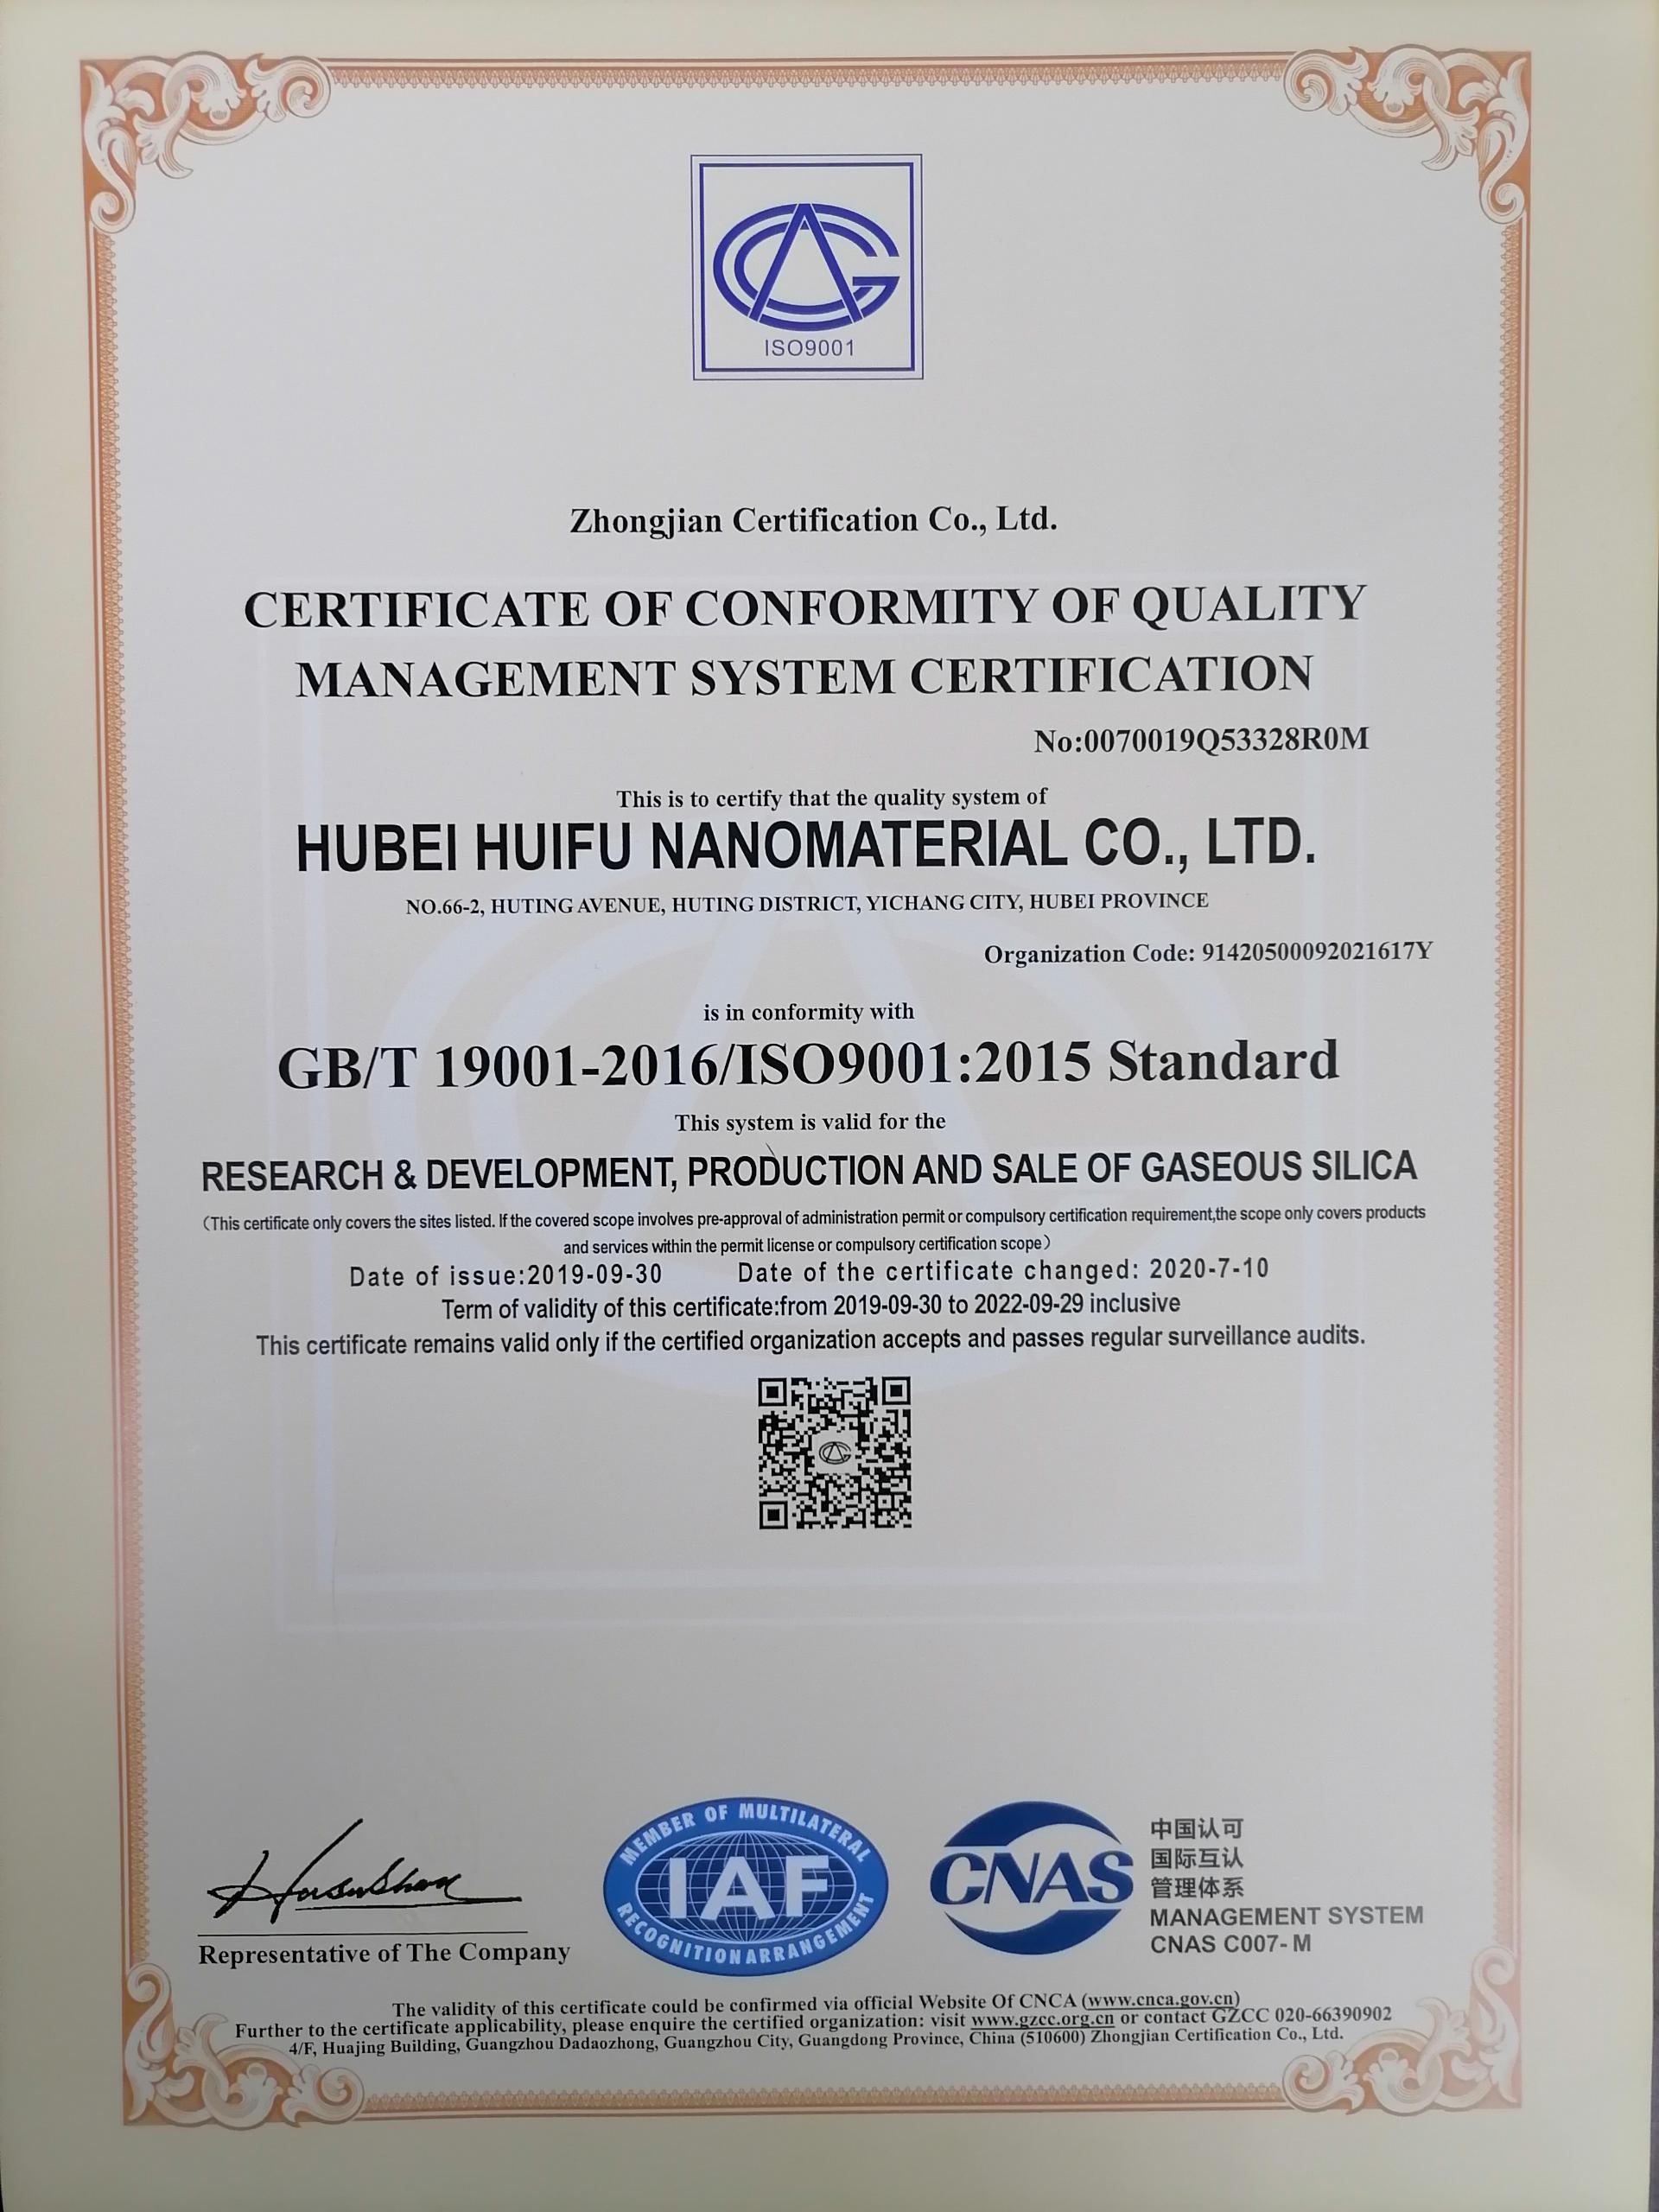 ISO9001
Zhongjian Certification Co., Ltd.
CERTIFICATE OF CONFORMITY OF QUALITY
MANAGEMENT SYSTEM CERTIFICATION
No:0070019Q53328R0M
This is to certify that the quality system of
HUBEI HUIFU NANOMATERIAL CO., LTD.
NO.66-2, HUTING AVENUE, HUTING DISTRICT, YICHANG CITY, HUBEI PROVINCE
Organization Code: 91420500092021617Y
is in conformity with
GB/T 19001-2016/ISO9001:2015 Standard
This system is valid for the
RESEARCH & DEVELOPMENT, PRODUCTION AND SALE OF GASEOUS SILICA
(This certificate only covers the sites listed. If the covered scope involves pre-approval of administration permit or compulsory certification requirement,the scope only covers products
and services within the permit license or compulsory certification scope)
Date of issue:2019-09-30 Date of the certificate changed: 2020-7-10
Term of validity of this certificate:from 2019-09-30 to 2022-09-29 inclusive
This certificate remains valid only if the certified organization accepts and passes regular surveillance audits.
Representative of The Company
MEMBER OF MULTILATERAL
IAF
RECOGNITION ARRANGEMENT
CNAS
中国认可
国际互认
管理体系
MANAGEMENT SYSTEM
CNAS C007-M
The validity of this certificate could be confirmed via official Website Of CNCA (www.cnca.gov.cn)
Further to the certificate applicability, please enquire the certified organization: visit www.gzcc.org.cn or contact GZCC 020-66390902
4/F, Huajing Building, Guangzhou Dadaozhong, Guangzhou City, Guangdong Province, China (510600) Zhongjian Certification Co., Ltd.